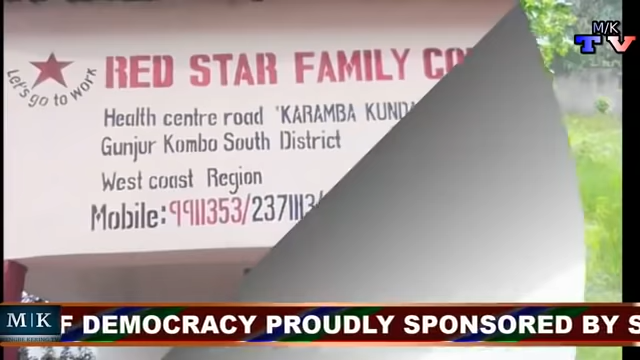 M/K
TV
Let's go to work
RED STAR FAMILY CO
Health centre road 'KARAMBA KUNDA
Gunjur Kombo South District
West coast Region
Mobile: 9911353/2371113/
M|K
F DEMOCRACY PROUDLY SPONSORED BY S